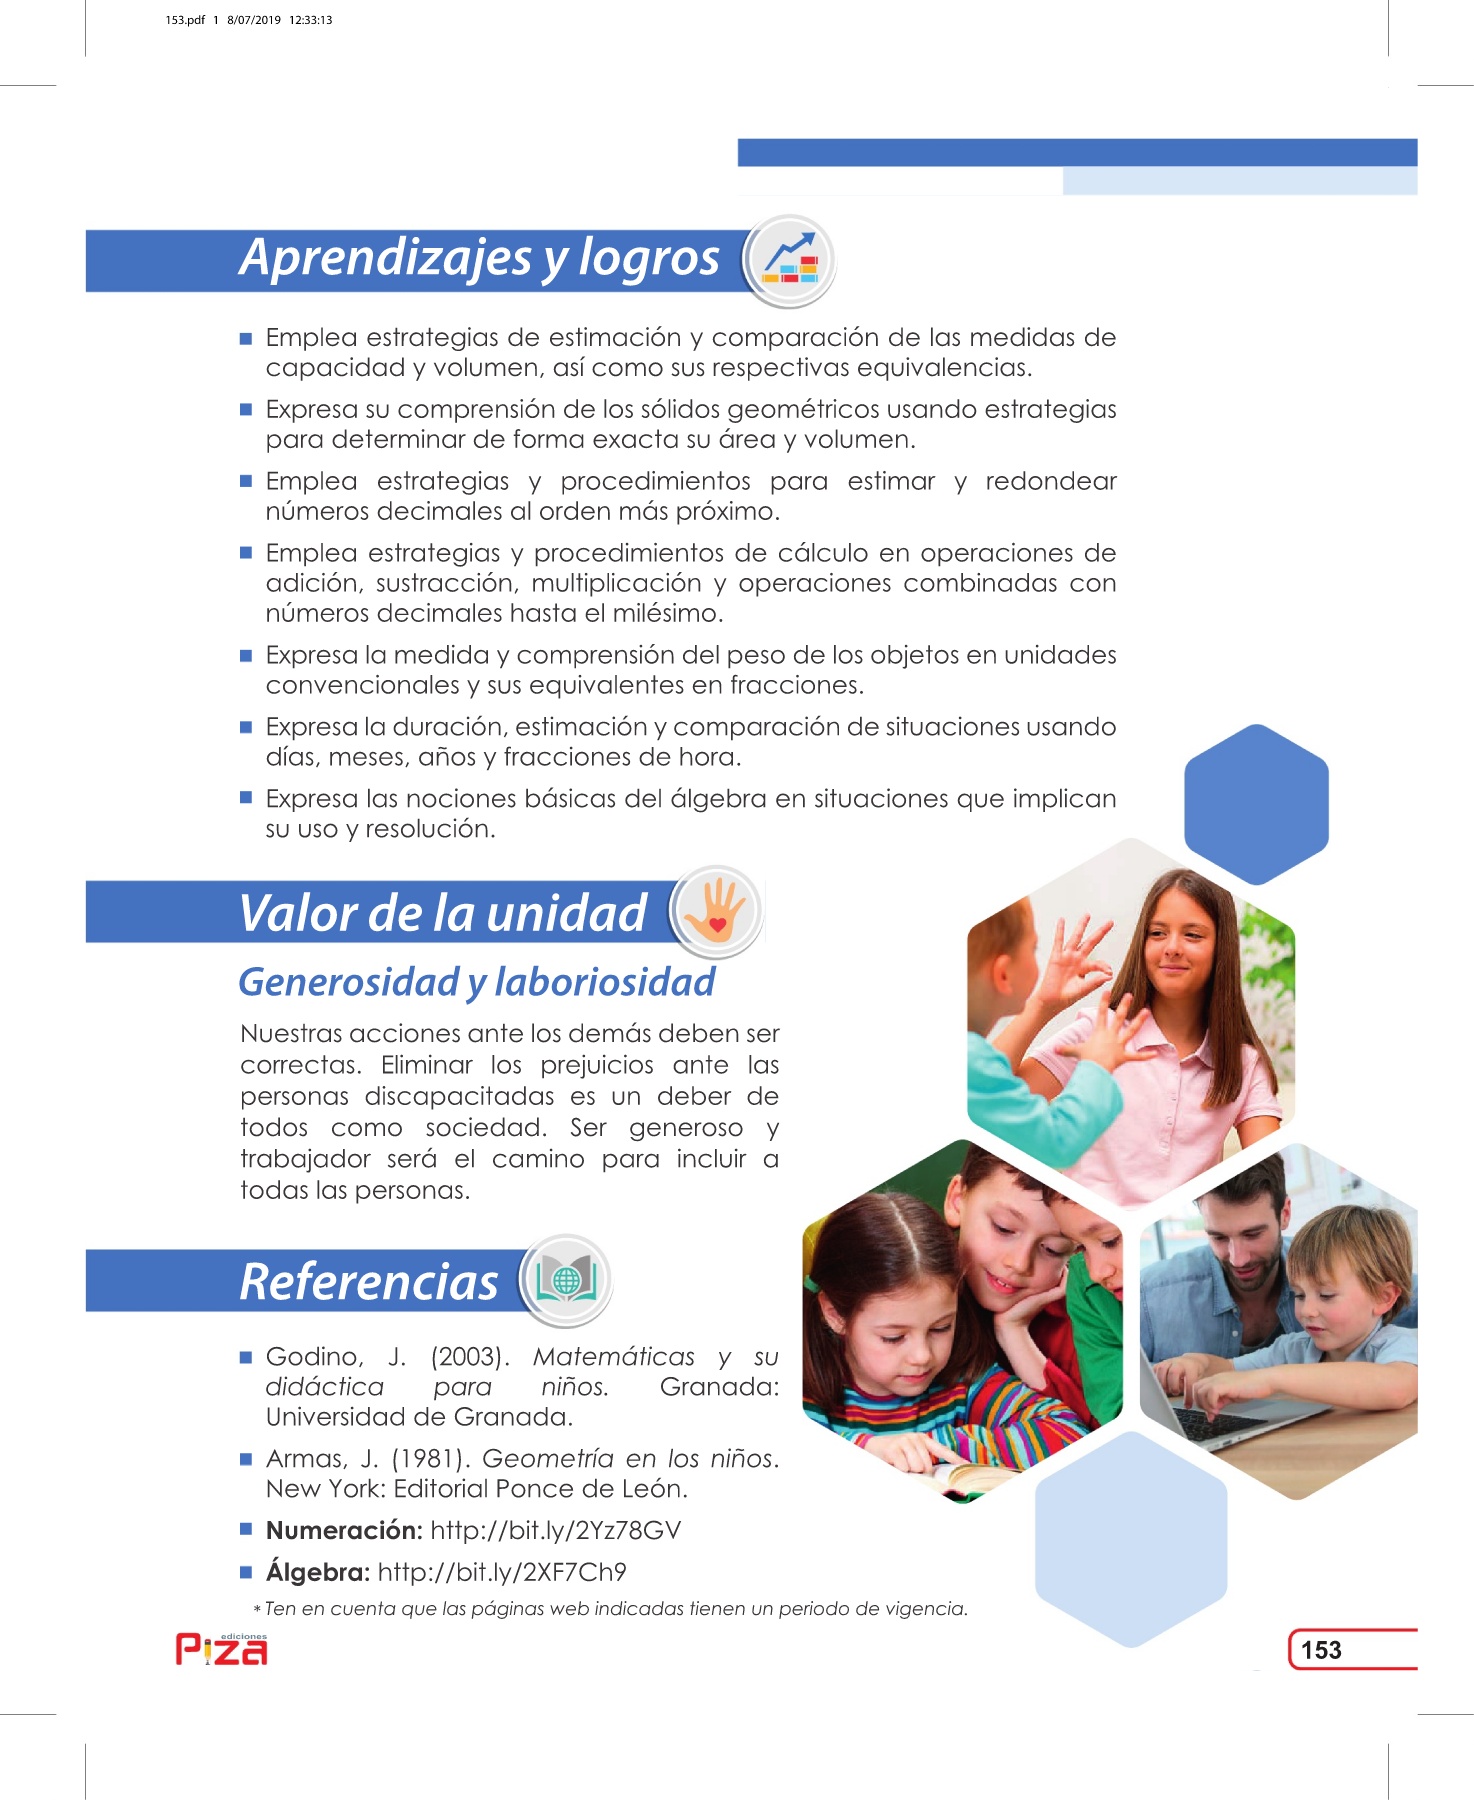 153.pdf 1 8/07/2019 12:33:13
Aprendizajes y logros
Emplea estrategias de estimación y comparación de las medidas de
capacidad y volumen, así como sus respectivas equivalencias.
Expresa su comprensión de los sólidos geométricos usando estrategias
para determinar de forma exacta su área y volumen.
Emplea estrategias y procedimientos para estimar y redondear
números decimales al orden más próximo.
Emplea estrategias y procedimientos de cálculo en operaciones de
adición, sustracción, multiplicación y operaciones combinadas con
números decimales hasta el milésimo.
Expresa la medida y comprensión del peso de los objetos en unidades
convencionales y sus equivalentes en fracciones.
Expresa la duración, estimación y comparación de situaciones usando
días, meses, años y fracciones de hora.
Expresa las nociones básicas del álgebra en situaciones que implican
su uso y resolución.
Valor de la unidad
Generosidad y laboriosidad
Nuestras acciones ante los demás deben ser
correctas. Eliminar los prejuicios ante las
personas discapacitadas es un deber de
todos como sociedad. Ser generoso y
trabajador será el camino para incluir a
todas las personas.
Referencias
Godino, J. (2003). Matemáticas y su
didáctica para niños. Granada:
Universidad de Granada.
Armas, J. (1981). Geometría en los niños.
New York: Editorial Ponce de León.
Numeración: http://bit.ly/2Yz78GV
Álgebra: http://bit.ly/2XF7Ch9
* Ten en cuenta que las páginas web indicadas tienen un periodo de vigencia.
ediciones
Piza
153